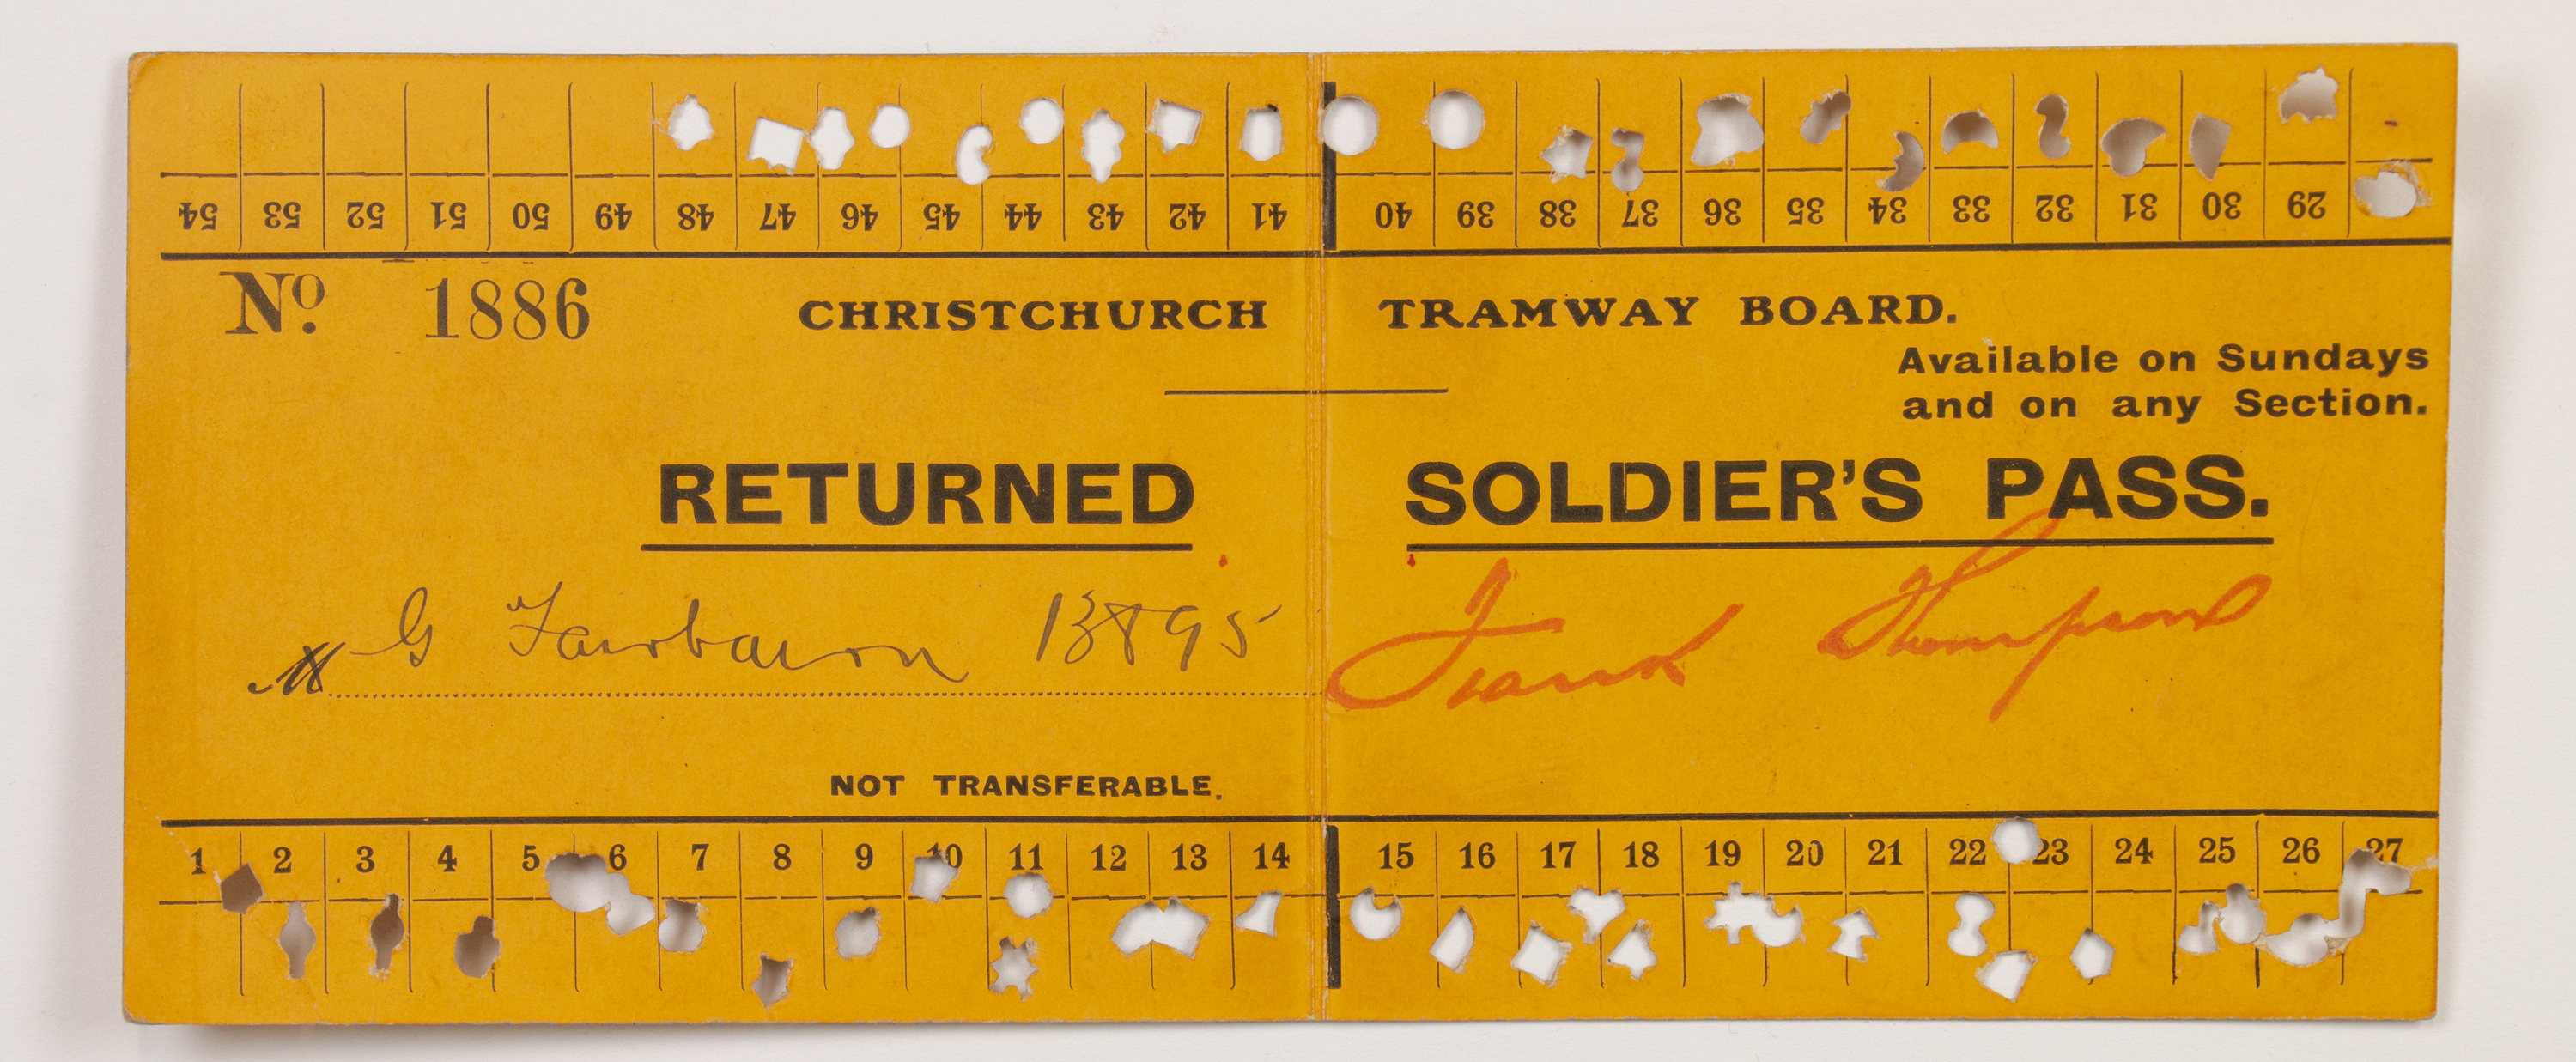 54 53 52 51 50 49 48 47 46 45 44 43 42 41 40 39 38 37 36 35 34 33 32 31 30 29
No. 1886 CHRISTCHURCH TRAMWAY BOARD.
Available on Sundays
and on any Section.
RETURNED SOLDIER'S PASS.
M G Fairbairn 13895 Frank Thompson
NOT TRANSFERABLE.
1 2 3 4 5 6 7 8 9 10 11 12 13 14 15 16 17 18 19 20 21 22 23 24 25 26 27